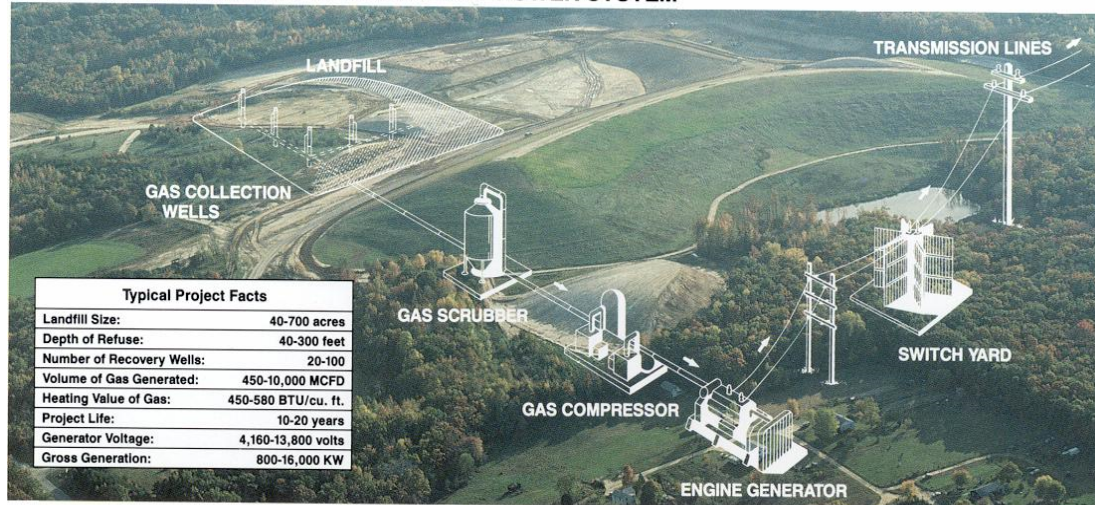 LANDFILL
TRANSMISSION LINES
GAS COLLECTION
WELLS
GAS SCRUBBER
GAS COMPRESSOR
ENGINE GENERATOR
SWITCH YARD
Typical Project Facts
Landfill Size: 40-700 acres
Depth of Refuse: 40-300 feet
Number of Recovery Wells: 20-100
Volume of Gas Generated: 450-10,000 MCFD
Heating Value of Gas: 450-580 BTU/cu. ft.
Project Life: 10-20 years
Generator Voltage: 4,160-13,800 volts
Gross Generation: 800-16,000 KW